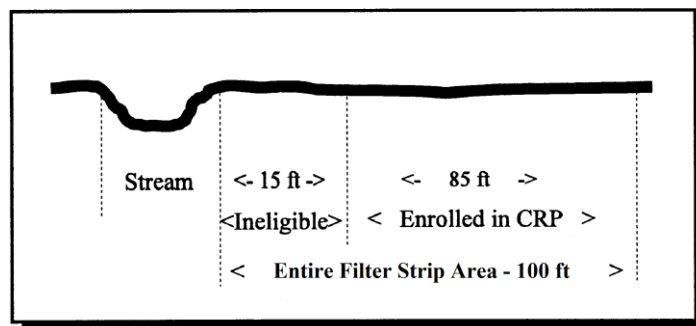 Stream <- 15 ft -> <- 85 ft ->
<Ineligible> < Enrolled in CRP >
< Entire Filter Strip Area - 100 ft >